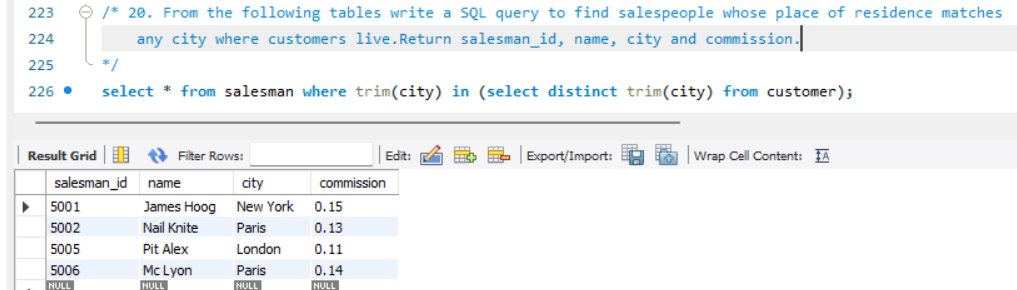 223 /* 20. From the following tables write a SQL query to find salespeople whose place of residence matches
224 any city where customers live.Return salesman_id, name, city and commission.
225 */
226 select * from salesman where trim(city) in (select distinct trim(city) from customer);
Result Grid Filter Rows: Edit: Export/Import: Wrap Cell Content: IA
salesman_id name city commission
5001 James Hoog New York 0.15
5002 Nail Knite Paris 0.13
5005 Pit Alex London 0.11
5006 Mc Lyon Paris 0.14
NULL NULL NULL NULL